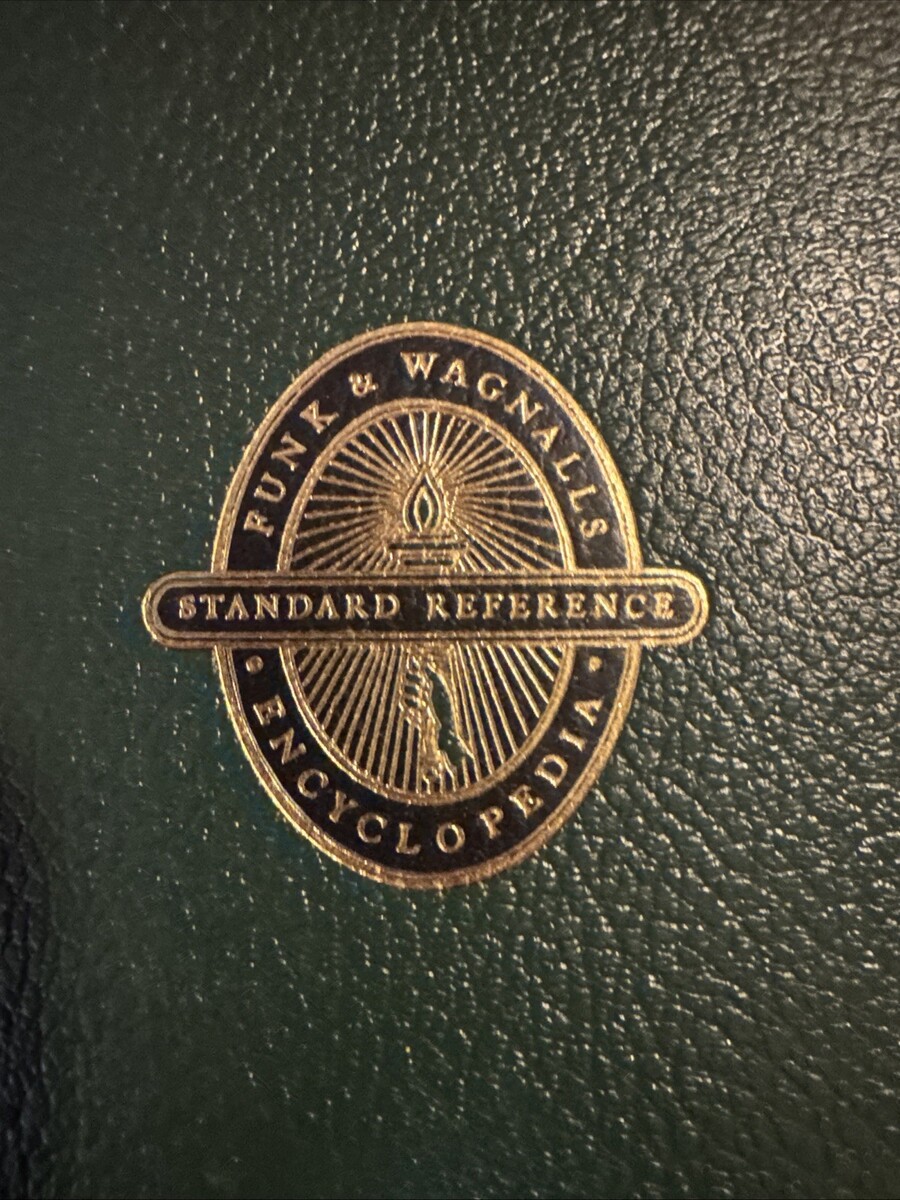 FUNK & WAGNALLS
STANDARD REFERENCE
• ENCYCLOPEDIA •